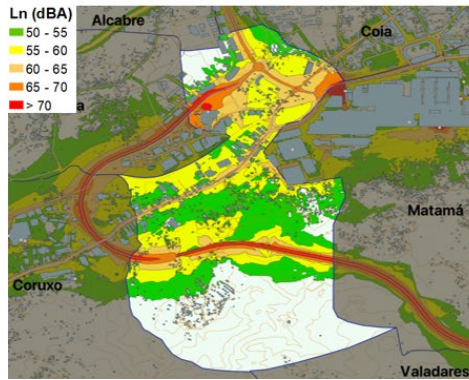 Ln (dBA)
50 - 55
55 - 60
60 - 65
65 - 70
> 70
Alcabre
Coia
Matamá
Coruxo
Valadares